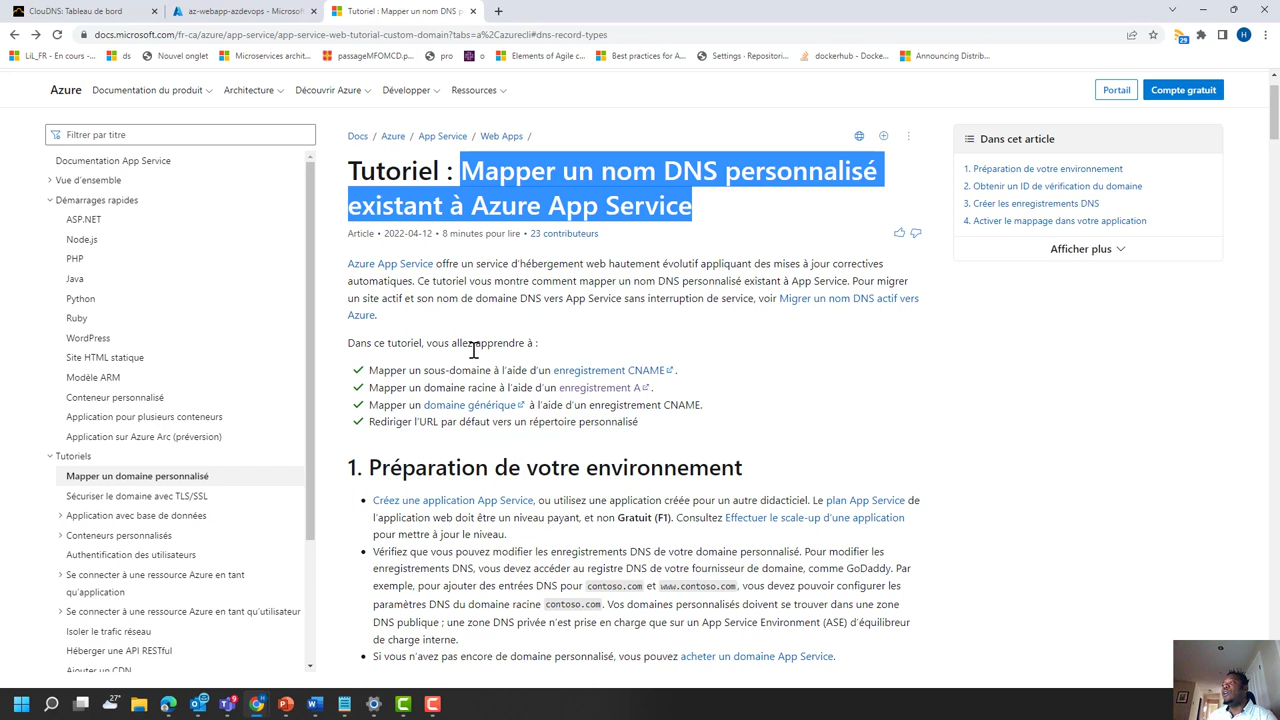 ClouDNS: Tableau de bord
az-webapp-azdevops - Microsoft
Tutoriel : Mapper un nom DNS p
docs.microsoft.com/fr-ca/azure/app-service/app-service-web-tutorial-custom-domain?tabs=a%2Cazurecli#dns-record-types
29
H
LiL_FR - En cours -...
ds
Nouvel onglet
Microservices archit...
passageMFOMCD.p...
pro
o
Elements of Agile c...
Best practices for A...
Settings · Repositori...
dockerhub - Docke...
Announcing Distrib...
Azure
Documentation du produit
Architecture
Découvrir Azure
Développer
Ressources
Portail
Compte gratuit
Filtrer par titre
Documentation App Service
Vue d'ensemble
Démarrages rapides
ASP.NET
Node.js
PHP
Java
Python
Ruby
WordPress
Site HTML statique
Modèle ARM
Conteneur personnalisé
Application pour plusieurs conteneurs
Application sur Azure Arc (préversion)
Tutoriels
Mapper un domaine personnalisé
Sécuriser le domaine avec TLS/SSL
Application avec base de données
Conteneurs personnalisés
Authentification des utilisateurs
Se connecter à une ressource Azure en tant
qu'application
Se connecter à une ressource Azure en tant qu'utilisateur
Isoler le trafic réseau
Héberger une API RESTful
Ajouter un CDN
Docs / Azure / App Service / Web Apps /
Tutoriel : Mapper un nom DNS personnalisé
existant à Azure App Service
Article • 2022-04-12 • 8 minutes pour lire • 23 contributeurs
Azure App Service offre un service d'hébergement web hautement évolutif appliquant des mises à jour correctives
automatiques. Ce tutoriel vous montre comment mapper un nom DNS personnalisé existant à App Service. Pour migrer
un site actif et son nom de domaine DNS vers App Service sans interruption de service, voir Migrer un nom DNS actif vers
Azure.
Dans ce tutoriel, vous allez apprendre à :
Mapper un sous-domaine à l'aide d'un enregistrement CNAME.
Mapper un domaine racine à l'aide d'un enregistrement A.
Mapper un domaine générique à l'aide d'un enregistrement CNAME.
Rediriger l'URL par défaut vers un répertoire personnalisé
1. Préparation de votre environnement
• Créez une application App Service, ou utilisez une application créée pour un autre didacticiel. Le plan App Service de
l'application web doit être un niveau payant, et non Gratuit (F1). Consultez Effectuer le scale-up d'une application
pour mettre à jour le niveau.
• Vérifiez que vous pouvez modifier les enregistrements DNS de votre domaine personnalisé. Pour modifier les
enregistrements DNS, vous devez accéder au registre DNS de votre fournisseur de domaine, comme GoDaddy. Par
exemple, pour ajouter des entrées DNS pour contoso.com et www.contoso.com, vous devez pouvoir configurer les
paramètres DNS du domaine racine contoso.com. Vos domaines personnalisés doivent se trouver dans une zone
DNS publique ; une zone DNS privée n'est prise en charge que sur un App Service Environment (ASE) d'équilibreur
de charge interne.
• Si vous n'avez pas encore de domaine personnalisé, vous pouvez acheter un domaine App Service.
Dans cet article
1. Préparation de votre environnement
2. Obtenir un ID de vérification du domaine
3. Créer les enregistrements DNS
4. Activer le mappage dans votre application
Afficher plus
27°